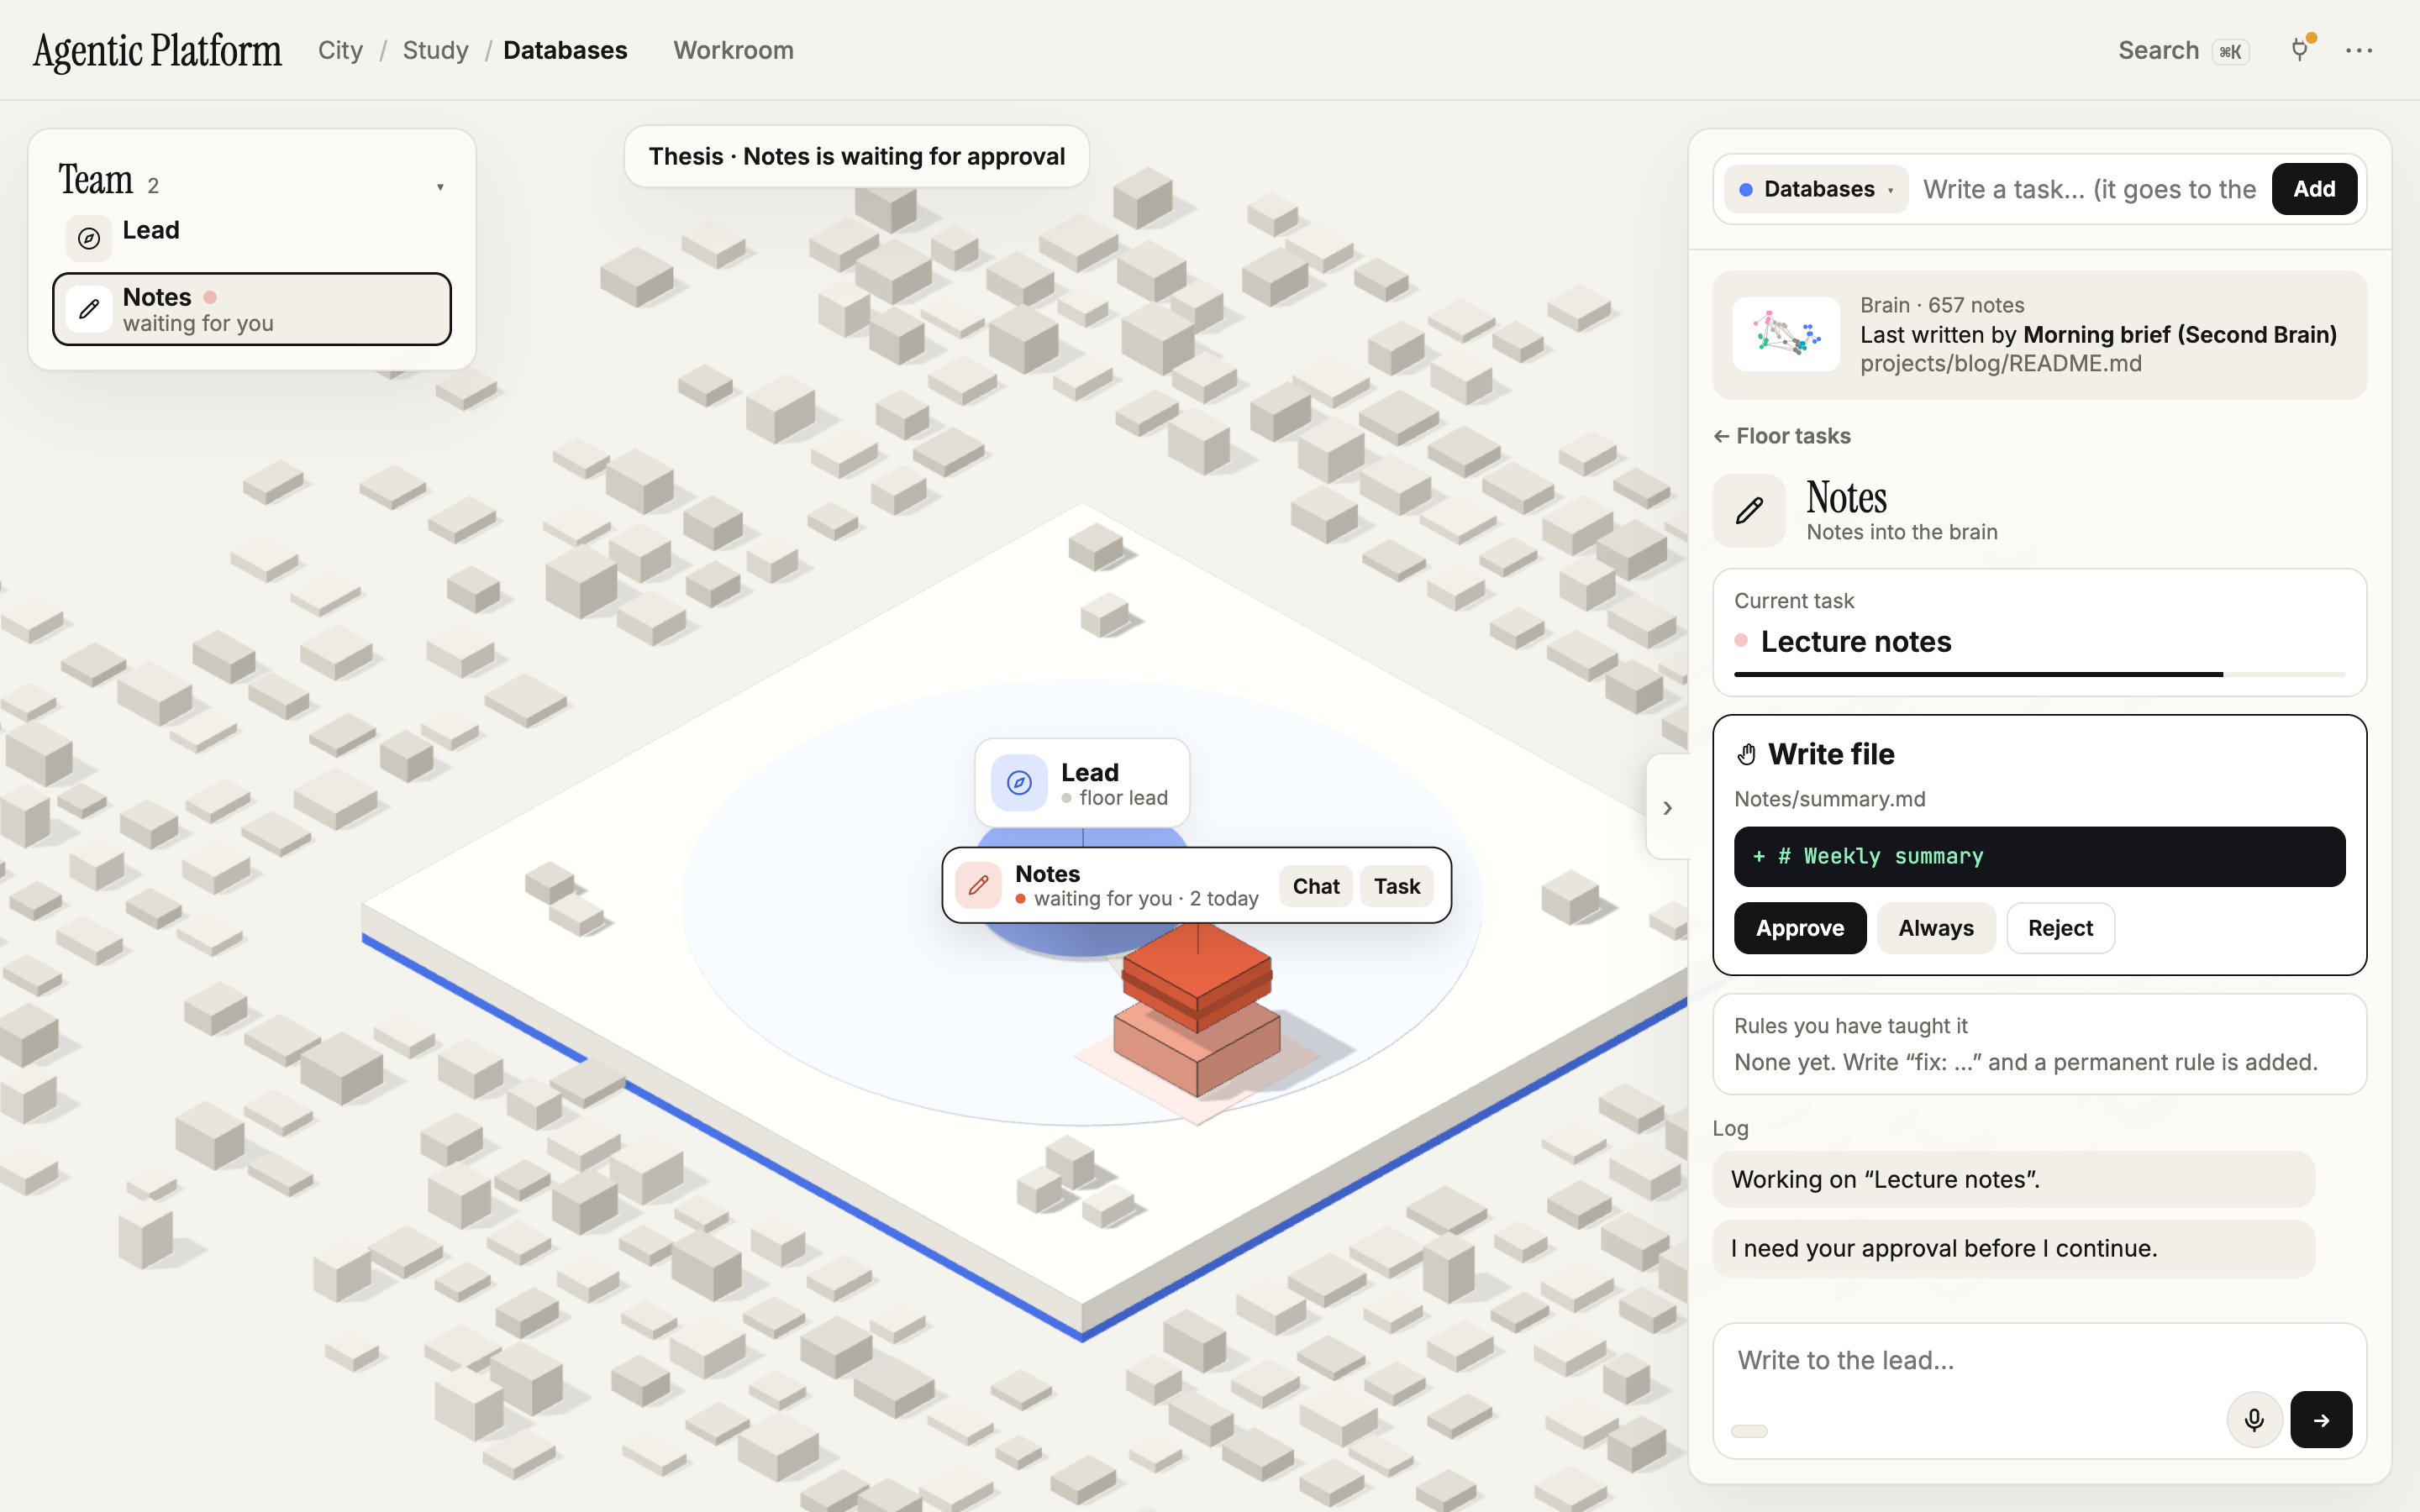 Agentic Platform
City / Study / Databases
Workroom
Search ⌘K
Team 2
Lead
Notes
waiting for you
Thesis · Notes is waiting for approval
Lead
floor lead
Notes
waiting for you · 2 today
Chat
Task
Databases
Write a task... (it goes to the
Add
Brain · 657 notes
Last written by Morning brief (Second Brain)
projects/blog/README.md
← Floor tasks
Notes
Notes into the brain
Current task
Lecture notes
Write file
Notes/summary.md
+ # Weekly summary
Approve
Always
Reject
Rules you have taught it
None yet. Write “fix: ...” and a permanent rule is added.
Log
Working on “Lecture notes”.
I need your approval before I continue.
Write to the lead...